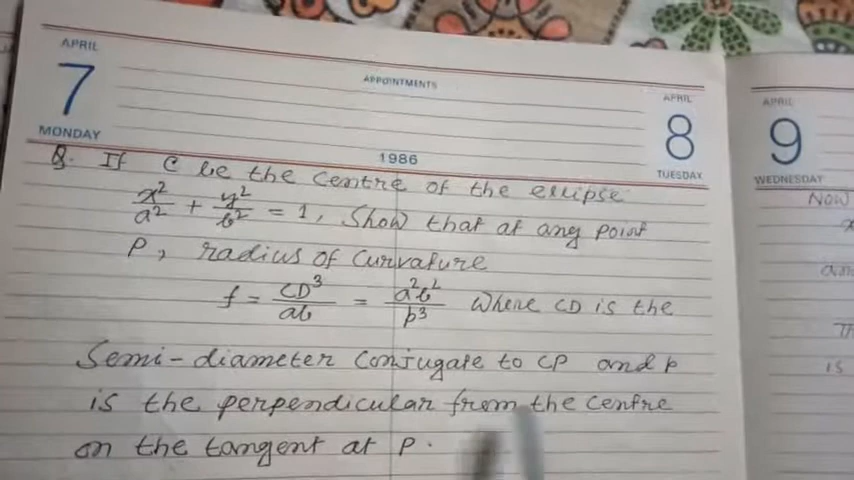 APRIL
7
MONDAY
APPOINTMENTS
1986
APRIL
8
TUESDAY
APRIL
9
WEDNESDAY
Q. If C be the centre of the ellipse
x²/a² + y²/b² = 1, Show that at any point
P, radius of curvature
f = CD³/ab = a²b²/p³ where CD is the
Semi-diameter conjugate to CP and p
is the perpendicular from the centre
on the tangent at P.
Now
is